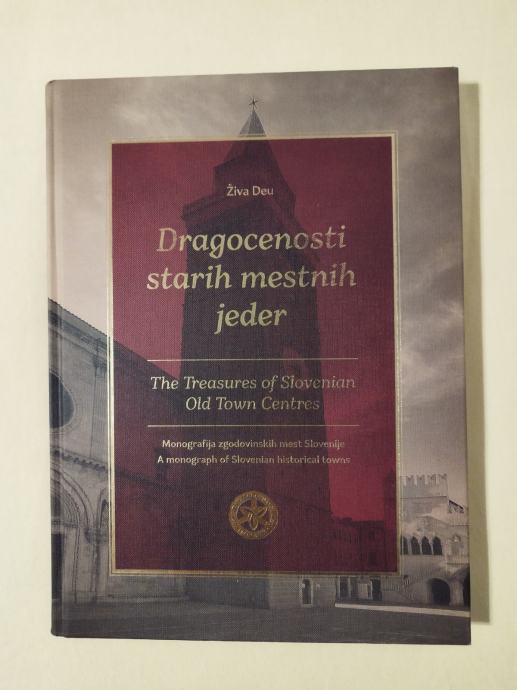 Živa Deu
Dragocenosti
starih mestnih
jeder
The Treasures of Slovenian
Old Town Centres
Monografija zgodovinskih mest Slovenije
A monograph of Slovenian historical towns